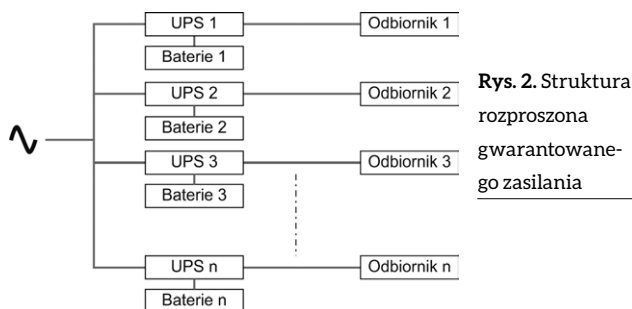 UPS 1
Odbiornik 1
Baterie 1
UPS 2
Odbiornik 2
Baterie 2
UPS 3
Odbiornik 3
Baterie 3
UPS n
Odbiornik n
Baterie n
Rys. 2. Struktura
rozproszona
gwarantowane-
go zasilania